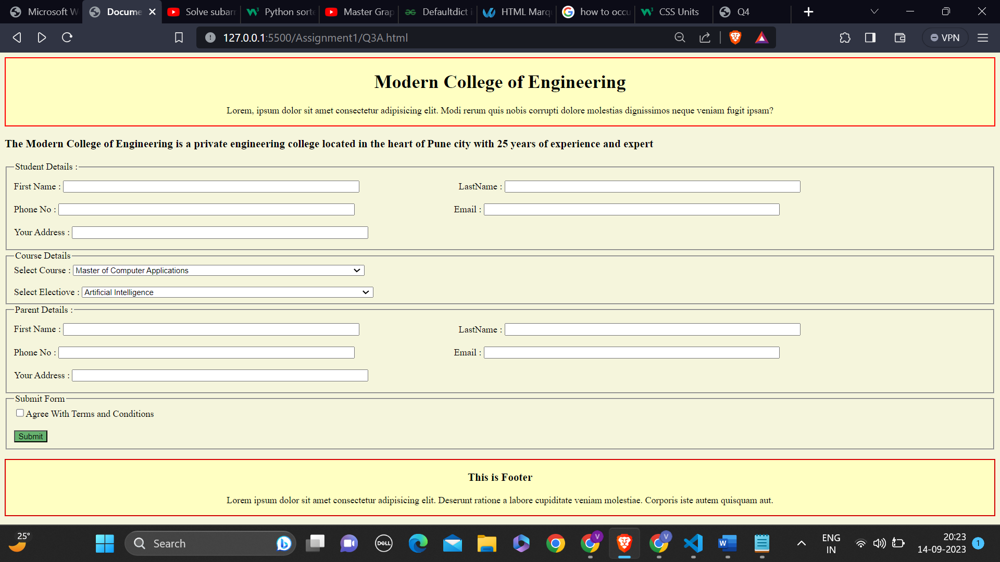 Microsoft W
Docume
Solve subarr
Python sorte
Master Grap
Defaultdict i
HTML Marqu
how to occu
CSS Units
Q4
127.0.0.1:5500/Assignment1/Q3A.html
VPN
Modern College of Engineering
Lorem, ipsum dolor sit amet consectetur adipisicing elit. Modi rerum quis nobis corrupti dolore molestias dignissimos neque veniam fugit ipsam?
The Modern College of Engineering is a private engineering college located in the heart of Pune city with 25 years of experience and expert
Student Details :
First Name : LastName :
Phone No : Email :
Your Address :
Course Details
Select Course : Master of Computer Applications
Select Electiove : Artificial Intelligence
Parent Details :
First Name : LastName :
Phone No : Email :
Your Address :
Submit Form
Agree With Terms and Conditions
Submit
This is Footer
Lorem ipsum dolor sit amet consectetur adipisicing elit. Deserunt ratione a labore cupiditate veniam molestiae. Corporis iste autem quisquam aut.
25°
Search
DELL
V
V
W
ENG
IN
20:23
14-09-2023
1